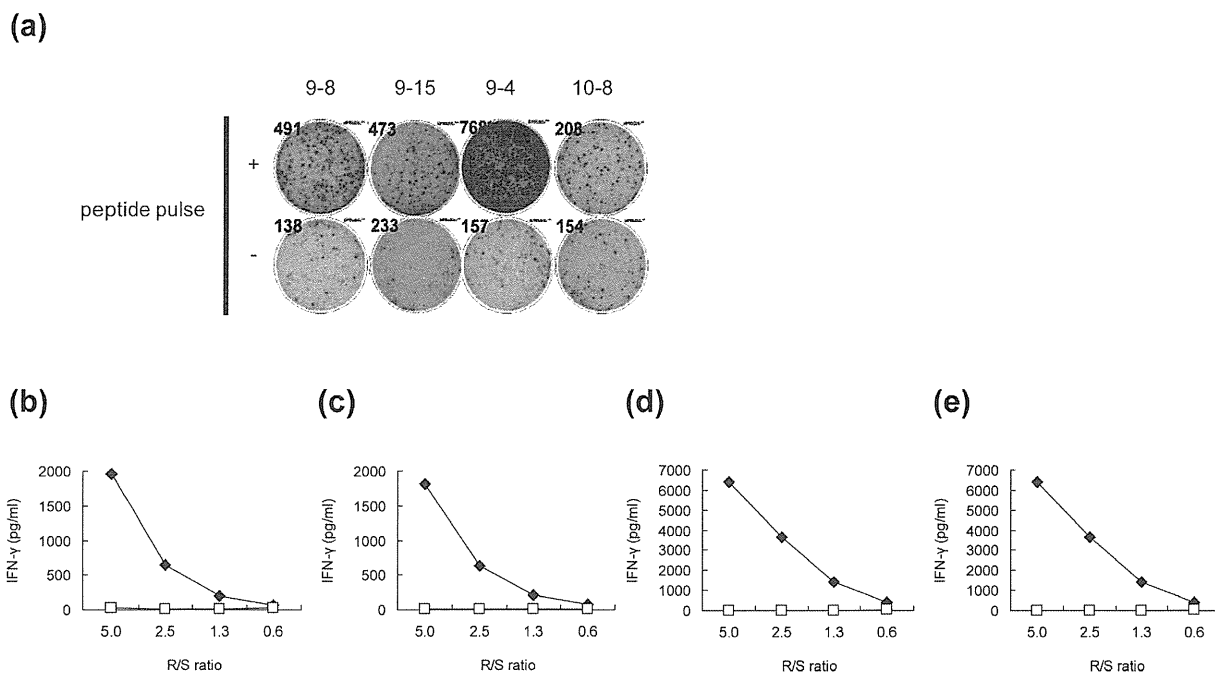 (a)
9-8 9-15 9-4 10-8
491 473 768 208
+
peptide pulse
138 233 157 154
-
(b) (c) (d) (e)
IFN-γ (pg/ml)
2000
1500
1000
500
0
5.0 2.5 1.3 0.6
R/S ratio
IFN-γ (pg/ml)
2000
1500
1000
500
0
5.0 2.5 1.3 0.6
R/S ratio
IFN-γ (pg/ml)
7000
6000
5000
4000
3000
2000
1000
0
5.0 2.5 1.3 0.6
R/S ratio
IFN-γ (pg/ml)
7000
6000
5000
4000
3000
2000
1000
0
5.0 2.5 1.3 0.6
R/S ratio